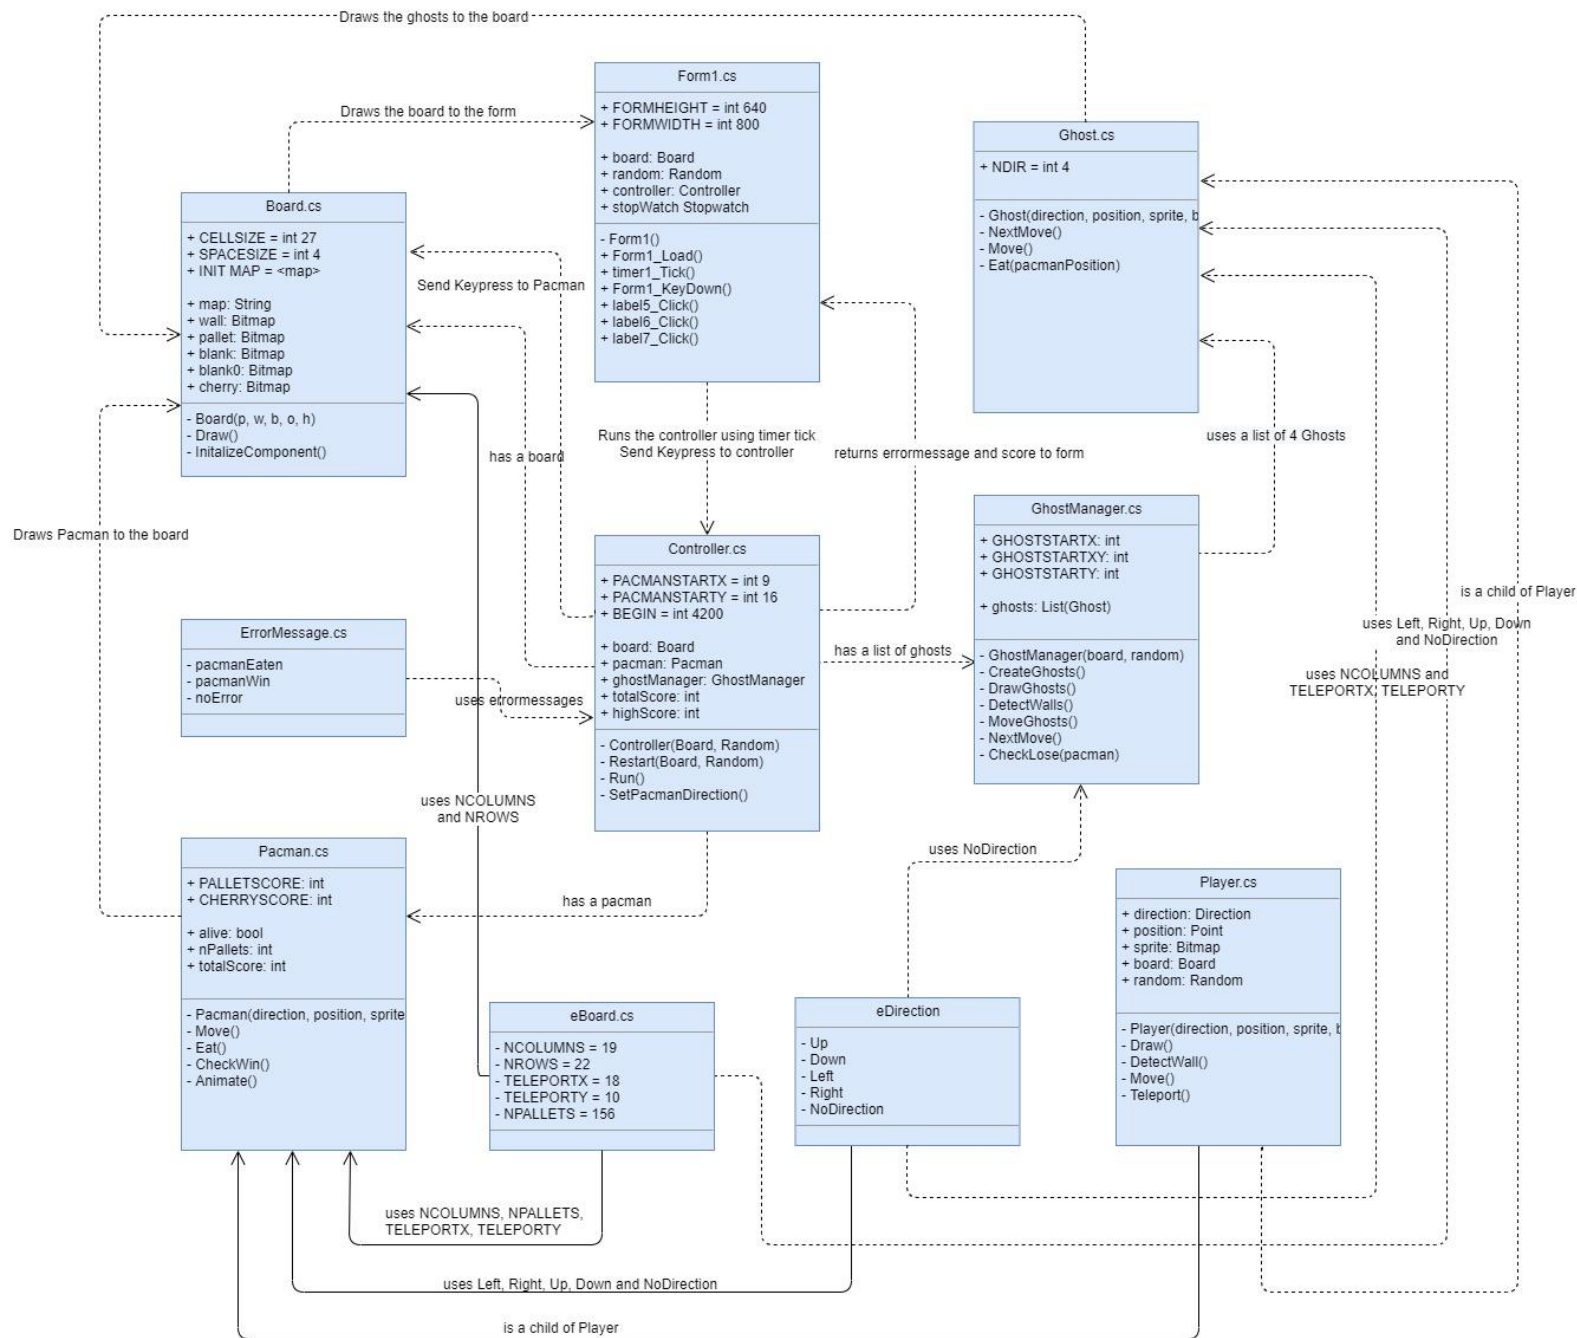 Draws the ghosts to the board
Form1.cs
+ FORMHEIGHT = int 640
+ FORMWIDTH = int 800
+ board: Board
+ random: Random
+ controller: Controller
+ stopWatch Stopwatch
- Form1()
+ Form1_Load()
+ timer1_Tick()
+ Form1_KeyDown()
+ label5_Click()
+ label6_Click()
+ label7_Click()
Draws the board to the form
Ghost.cs
+ NDIR = int 4
- Ghost(direction, position, sprite, b
- NextMove()
- Move()
- Eat(pacmanPosition)
Board.cs
+ CELLSIZE = int 27
+ SPACESIZE = int 4
+ INIT MAP = <map>
+ map: String
+ wall: Bitmap
+ pallet: Bitmap
+ blank: Bitmap
+ blank0: Bitmap
+ cherry: Bitmap
- Board(p, w, b, o, h)
- Draw()
- InitalizeComponent()
Send Keypress to Pacman
has a board
Runs the controller using timer tick
Send Keypress to controller
returns errormessage and score to form
uses a list of 4 Ghosts
Draws Pacman to the board
Controller.cs
+ PACMANSTARTX = int 9
+ PACMANSTARTY = int 16
+ BEGIN = int 4200
+ board: Board
+ pacman: Pacman
+ ghostManager: GhostManager
+ totalScore: int
+ highScore: int
- Controller(Board, Random)
- Restart(Board, Random)
- Run()
- SetPacmanDirection()
GhostManager.cs
+ GHOSTSTARTX: int
+ GHOSTSTARTXY: int
+ GHOSTSTARTY: int
+ ghosts: List(Ghost)
- GhostManager(board, random)
- CreateGhosts()
- DrawGhosts()
- DetectWalls()
- MoveGhosts()
- NextMove()
- CheckLose(pacman)
has a list of ghosts
is a child of Player
uses Left, Right, Up, Down
and NoDirection
uses NCOLUMNS and
TELEPORTX, TELEPORTY
ErrorMessage.cs
- pacmanEaten
- pacmanWin
- noError
uses errormessages
uses NCOLUMNS
and NROWS
Pacman.cs
+ PALLETSCORE: int
+ CHERRYSCORE: int
+ alive: bool
+ nPallets: int
+ totalScore: int
- Pacman(direction, position, sprite
- Move()
- Eat()
- CheckWin()
- Animate()
has a pacman
uses NoDirection
Player.cs
+ direction: Direction
+ position: Point
+ sprite: Bitmap
+ board: Board
+ random: Random
- Player(direction, position, sprite, b
- Draw()
- DetectWall()
- Move()
- Teleport()
eBoard.cs
- NCOLUMNS = 19
- NROWS = 22
- TELEPORTX = 18
- TELEPORTY = 10
- NPALLETS = 156
eDirection
- Up
- Down
- Left
- Right
- NoDirection
uses NCOLUMNS, NPALLETS,
TELEPORTX, TELEPORTY
uses Left, Right, Up, Down and NoDirection
is a child of Player